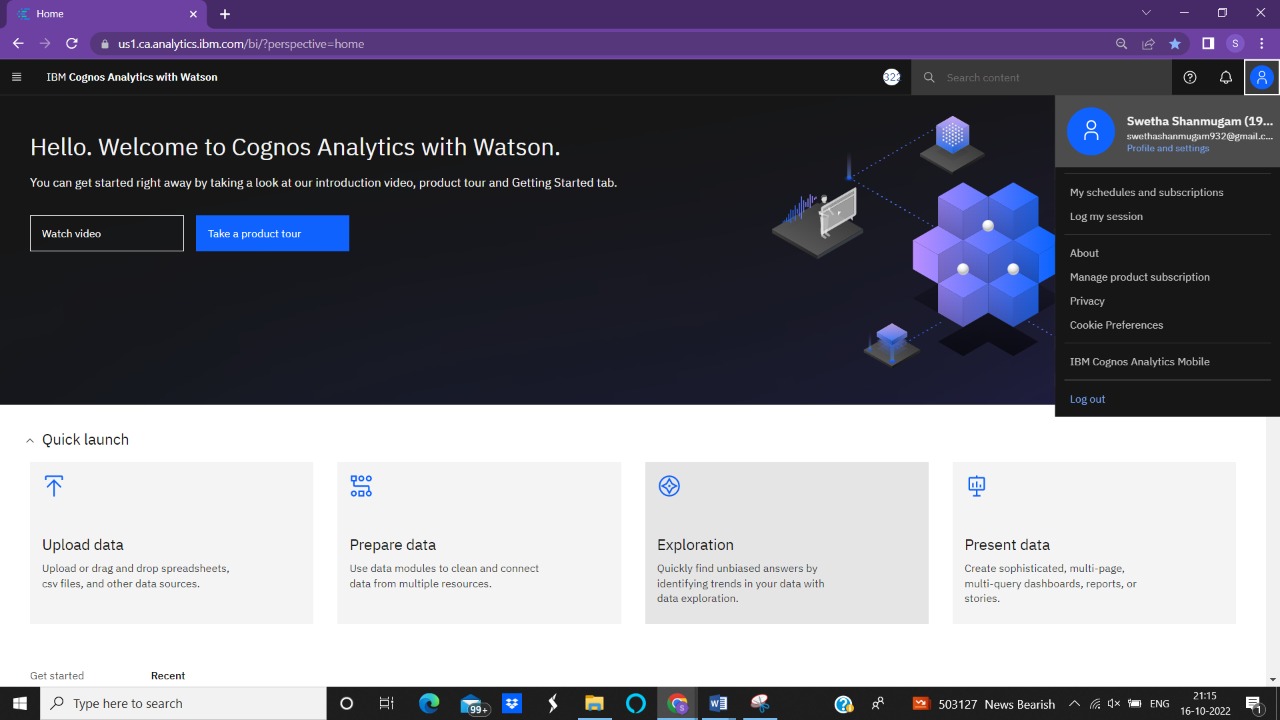 Home
us1.ca.analytics.ibm.com/bi/?perspective=home
S
IBM Cognos Analytics with Watson
Search content
Hello. Welcome to Cognos Analytics with Watson.
You can get started right away by taking a look at our introduction video, product tour and Getting Started tab.
Watch video
Take a product tour
Swetha Shanmugam (19...
swethashanmugam932@gmail.c...
Profile and settings
My schedules and subscriptions
Log my session
About
Manage product subscription
Privacy
Cookie Preferences
IBM Cognos Analytics Mobile
Log out
Quick launch
Upload data
Upload or drag and drop spreadsheets,
csv files, and other data sources.
Prepare data
Use data modules to clean and connect
data from multiple resources.
Exploration
Quickly find unbiased answers by
identifying trends in your data with
data exploration.
Present data
Create sophisticated, multi-page,
multi-query dashboards, reports, or
stories.
Get started Recent
Type here to search
99+
503127 News Bearish
ENG
21:15
16-10-2022
1